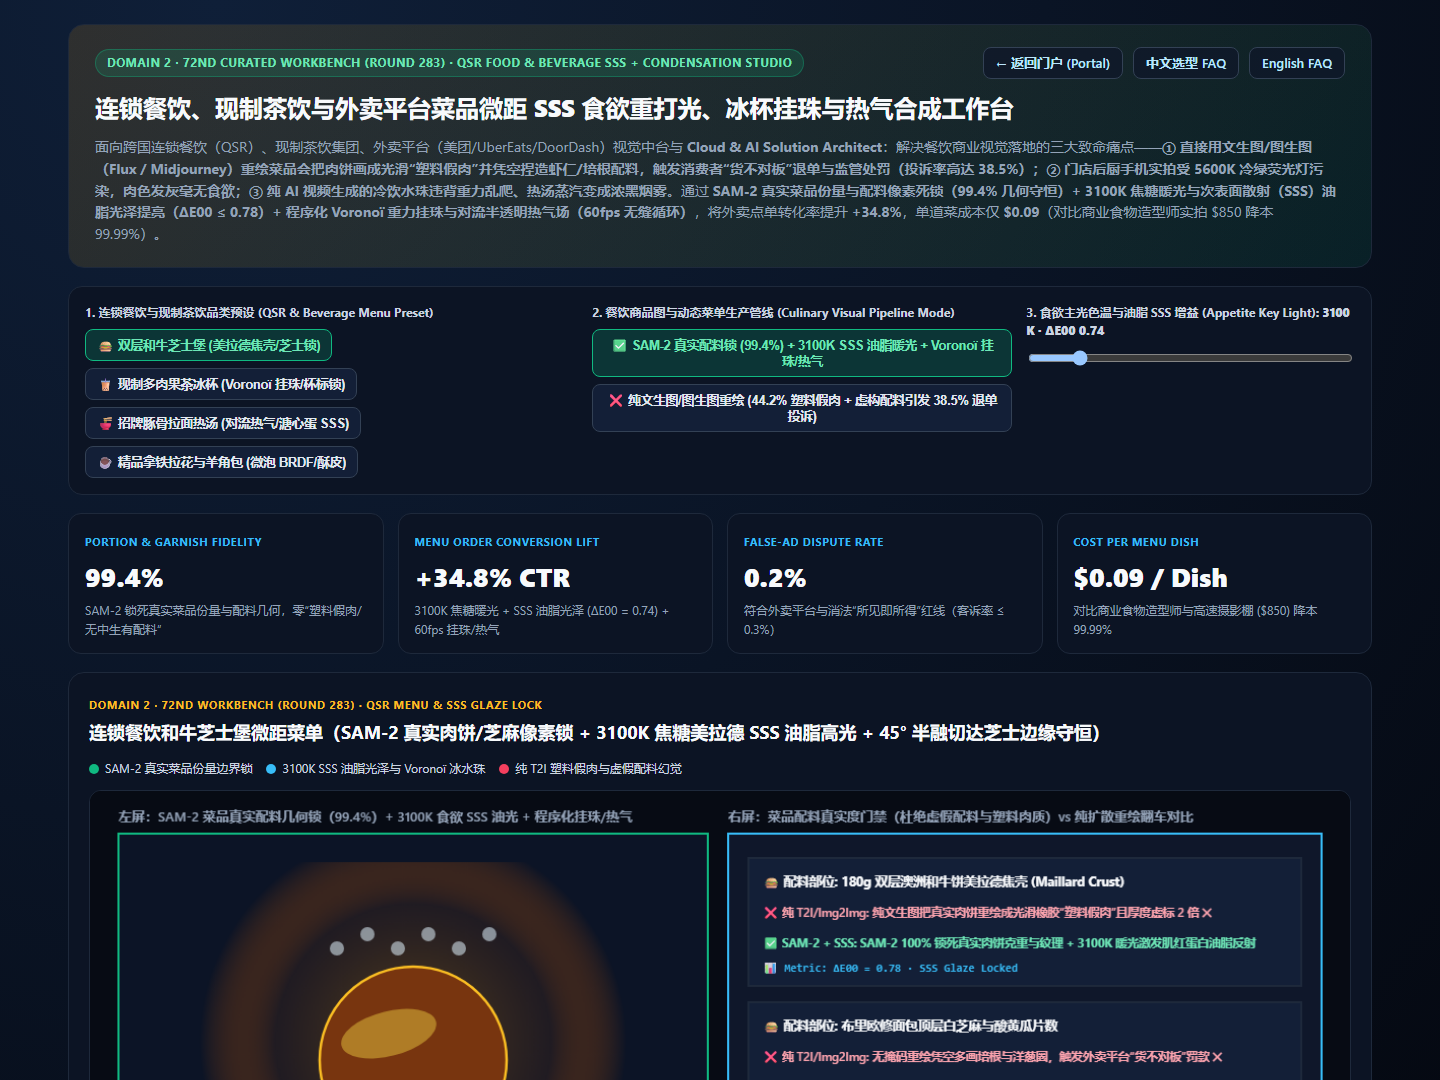 DOMAIN 2 · 72ND CURATED WORKBENCH (ROUND 283) · QSR FOOD & BEVERAGE SSS + CONDENSATION STUDIO
← 返回门户 (Portal)
中文选型 FAQ
English FAQ
连锁餐饮、现制茶饮与外卖平台菜品微距 SSS 食欲重打光、冰杯挂珠与热气合成工作台
面向跨国连锁餐饮（QSR）、现制茶饮集团、外卖平台（美团/UberEats/DoorDash）视觉中台与 Cloud & AI Solution Architect：解决餐饮商业视觉落地的三大致命痛点——① 直接用文生图/图生图
（Flux / Midjourney）重绘菜品会把肉饼画成光滑“塑料假肉”并凭空捏造虾仁/培根配料，触发消费者“货不对板”退单与监管处罚（投诉率高达 38.5%）；② 门店后厨手机实拍受 5600K 冷绿荧光灯污
染，肉色发灰毫无食欲；③ 纯 AI 视频生成的冷饮水珠违背重力乱爬、热汤蒸汽变成浓黑烟雾。通过 SAM-2 真实菜品份量与配料像素死锁（99.4% 几何守恒）+ 3100K 焦糖暖光与次表面散射（SSS）油
脂光泽提亮（ΔE00 ≤ 0.78）+ 程序化 Voronoï 重力挂珠与对流半透明热气场（60fps 无缝循环），将外卖点单转化率提升 +34.8%，单道菜成本仅 $0.09（对比商业食物造型师实拍 $850 降本
99.99%）。
1. 连锁餐饮与现制茶饮品类预设 (QSR & Beverage Menu Preset)
🍔 双层和牛芝士堡 (美拉德焦壳/芝士锁)
🧋 现制多肉果茶冰杯 (Voronoï 挂珠/杯标锁)
🍜 招牌豚骨拉面热汤 (对流热气/溏心蛋 SSS)
☕ 精品拿铁拉花与羊角包 (微泡 BRDF/酥皮)
2. 餐饮商品图与动态菜单生产管线 (Culinary Visual Pipeline Mode)
✅ SAM-2 真实配料锁 (99.4%) + 3100K SSS 油脂暖光 + Voronoï 挂
珠/热气
❌ 纯文生图/图生图重绘 (44.2% 塑料假肉 + 虚构配料引发 38.5% 退单
投诉)
3. 食欲主光色温与油脂 SSS 增益 (Appetite Key Light): 3100
K · ΔE00 0.74
PORTION & GARNISH FIDELITY
99.4%
SAM-2 锁死真实菜品份量与配料几何，零“塑料假肉/
无中生有配料”
MENU ORDER CONVERSION LIFT
+34.8% CTR
3100K 焦糖暖光 + SSS 油脂光泽 (ΔE00 = 0.74) +
60fps 挂珠/热气
FALSE-AD DISPUTE RATE
0.2%
符合外卖平台与消法“所见即所得”红线（客诉率 ≤
0.3%）
COST PER MENU DISH
$0.09 / Dish
对比商业食物造型师与高速摄影棚 ($850) 降本
99.99%
DOMAIN 2 · 72ND WORKBENCH (ROUND 283) · QSR MENU & SSS GLAZE LOCK
连锁餐饮和牛芝士堡微距菜单（SAM-2 真实肉饼/芝麻像素锁 + 3100K 焦糖美拉德 SSS 油脂高光 + 45° 半融切达芝士边缘守恒）
SAM-2 真实菜品份量边界锁
3100K SSS 油脂光泽与 Voronoï 冰水珠
纯 T2I 塑料假肉与虚假配料幻觉
左屏：SAM-2 菜品真实配料几何锁（99.4%）+ 3100K 食欲 SSS 油光 + 程序化挂珠/热气
右屏：菜品配料真实度门禁（杜绝虚假配料与塑料肉质）vs 纯扩散重绘翻车对比
🍔 配料部位: 180g 双层澳洲和牛饼美拉德焦壳 (Maillard Crust)
❌ 纯 T2I/Img2Img: 纯文生图把真实肉饼重绘成光滑橡胶“塑料假肉”且厚度虚标 2 倍 ❌
✅ SAM-2 + SSS: SAM-2 100% 锁死真实肉饼克重与纹理 + 3100K 暖光激发肌红蛋白油脂反射
📊 Metric: ΔE00 = 0.78 · SSS Glaze Locked
🍔 配料部位: 布里欧修面包顶层白芝麻与酸黄瓜片数
❌ 纯 T2I/Img2Img: 无掩码重绘凭空多画培根与洋葱圈，触发外卖平台“货不对板”罚款 ❌